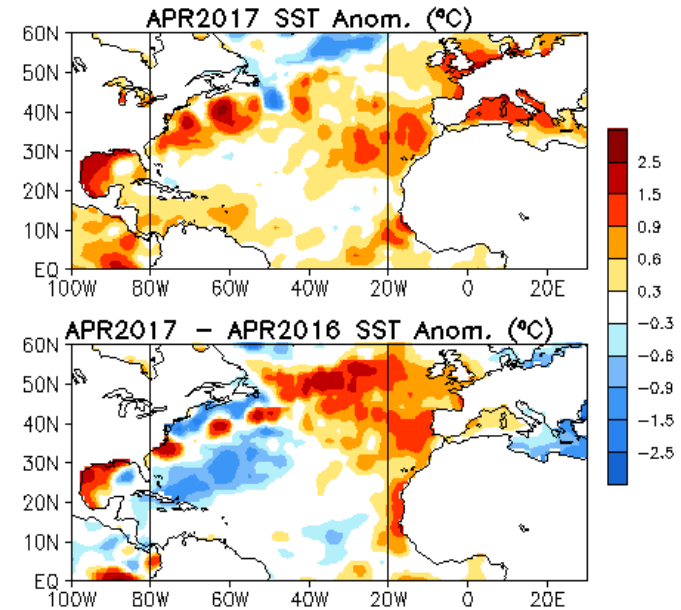 APR2017 SST Anom. (°C)
60N
50N
40N
30N
20N
10N
EQ
100W 80W 60W 40W 20W 0 20E
2.5
1.5
0.9
0.6
0.3
-0.3
-0.6
-0.9
-1.5
-2.5
APR2017 - APR2016 SST Anom. (°C)
60N
50N
40N
30N
20N
10N
EQ
100W 80W 60W 40W 20W 0 20E